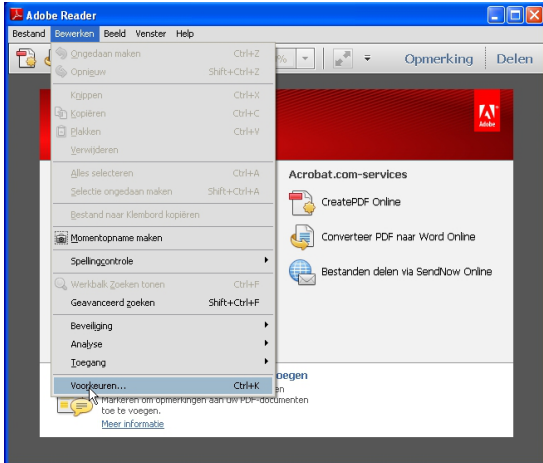 Adobe Reader
Bestand Bewerken Beeld Venster Help
Opmerking Delen
Ongedaan maken Ctrl+Z
Opnieuw Shift+Ctrl+Z
Knippen Ctrl+X
Kopiëren Ctrl+C
Plakken Ctrl+V
Verwijderen
Alles selecteren Ctrl+A
Selectie ongedaan maken Shift+Ctrl+A
Bestand naar Klembord kopiëren
Momentopname maken
Spellingcontrole
Werkbalk Zoeken tonen Ctrl+F
Geavanceerd zoeken Shift+Ctrl+F
Beveiliging
Analyse
Toegang
Voorkeuren... Ctrl+K
Adobe
Acrobat.com-services
CreatePDF Online
Converteer PDF naar Word Online
Bestanden delen via SendNow Online
Markeren om opmerkingen aan uw PDF-documenten
toe te voegen.
Meer informatie